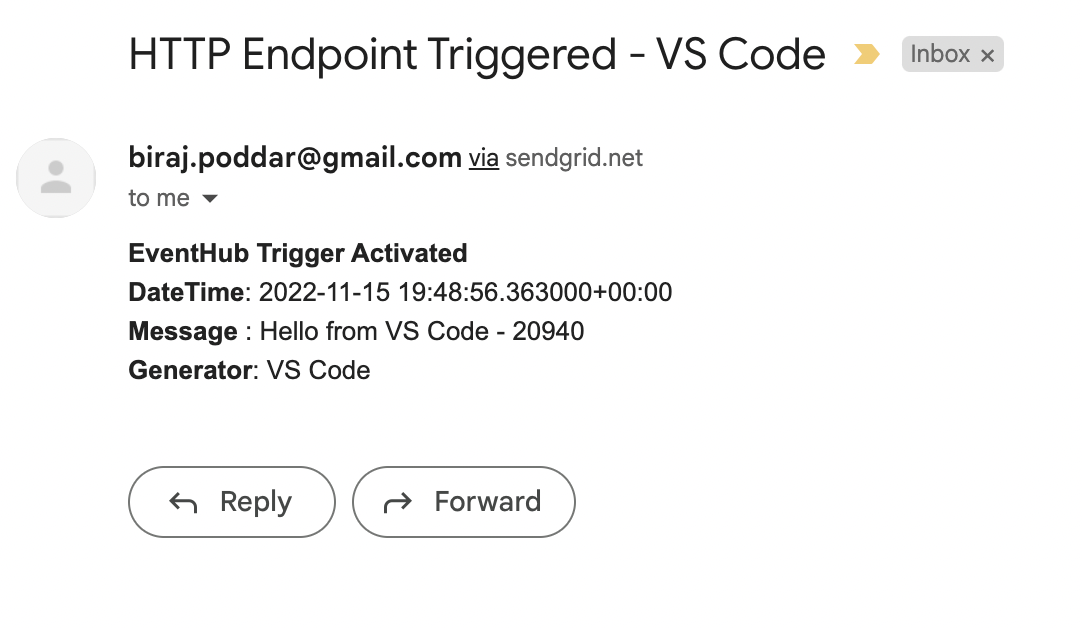 HTTP Endpoint Triggered - VS Code Inbox ×
biraj.poddar@gmail.com via sendgrid.net
to me
EventHub Trigger Activated
DateTime: 2022-11-15 19:48:56.363000+00:00
Message : Hello from VS Code - 20940
Generator: VS Code
Reply Forward